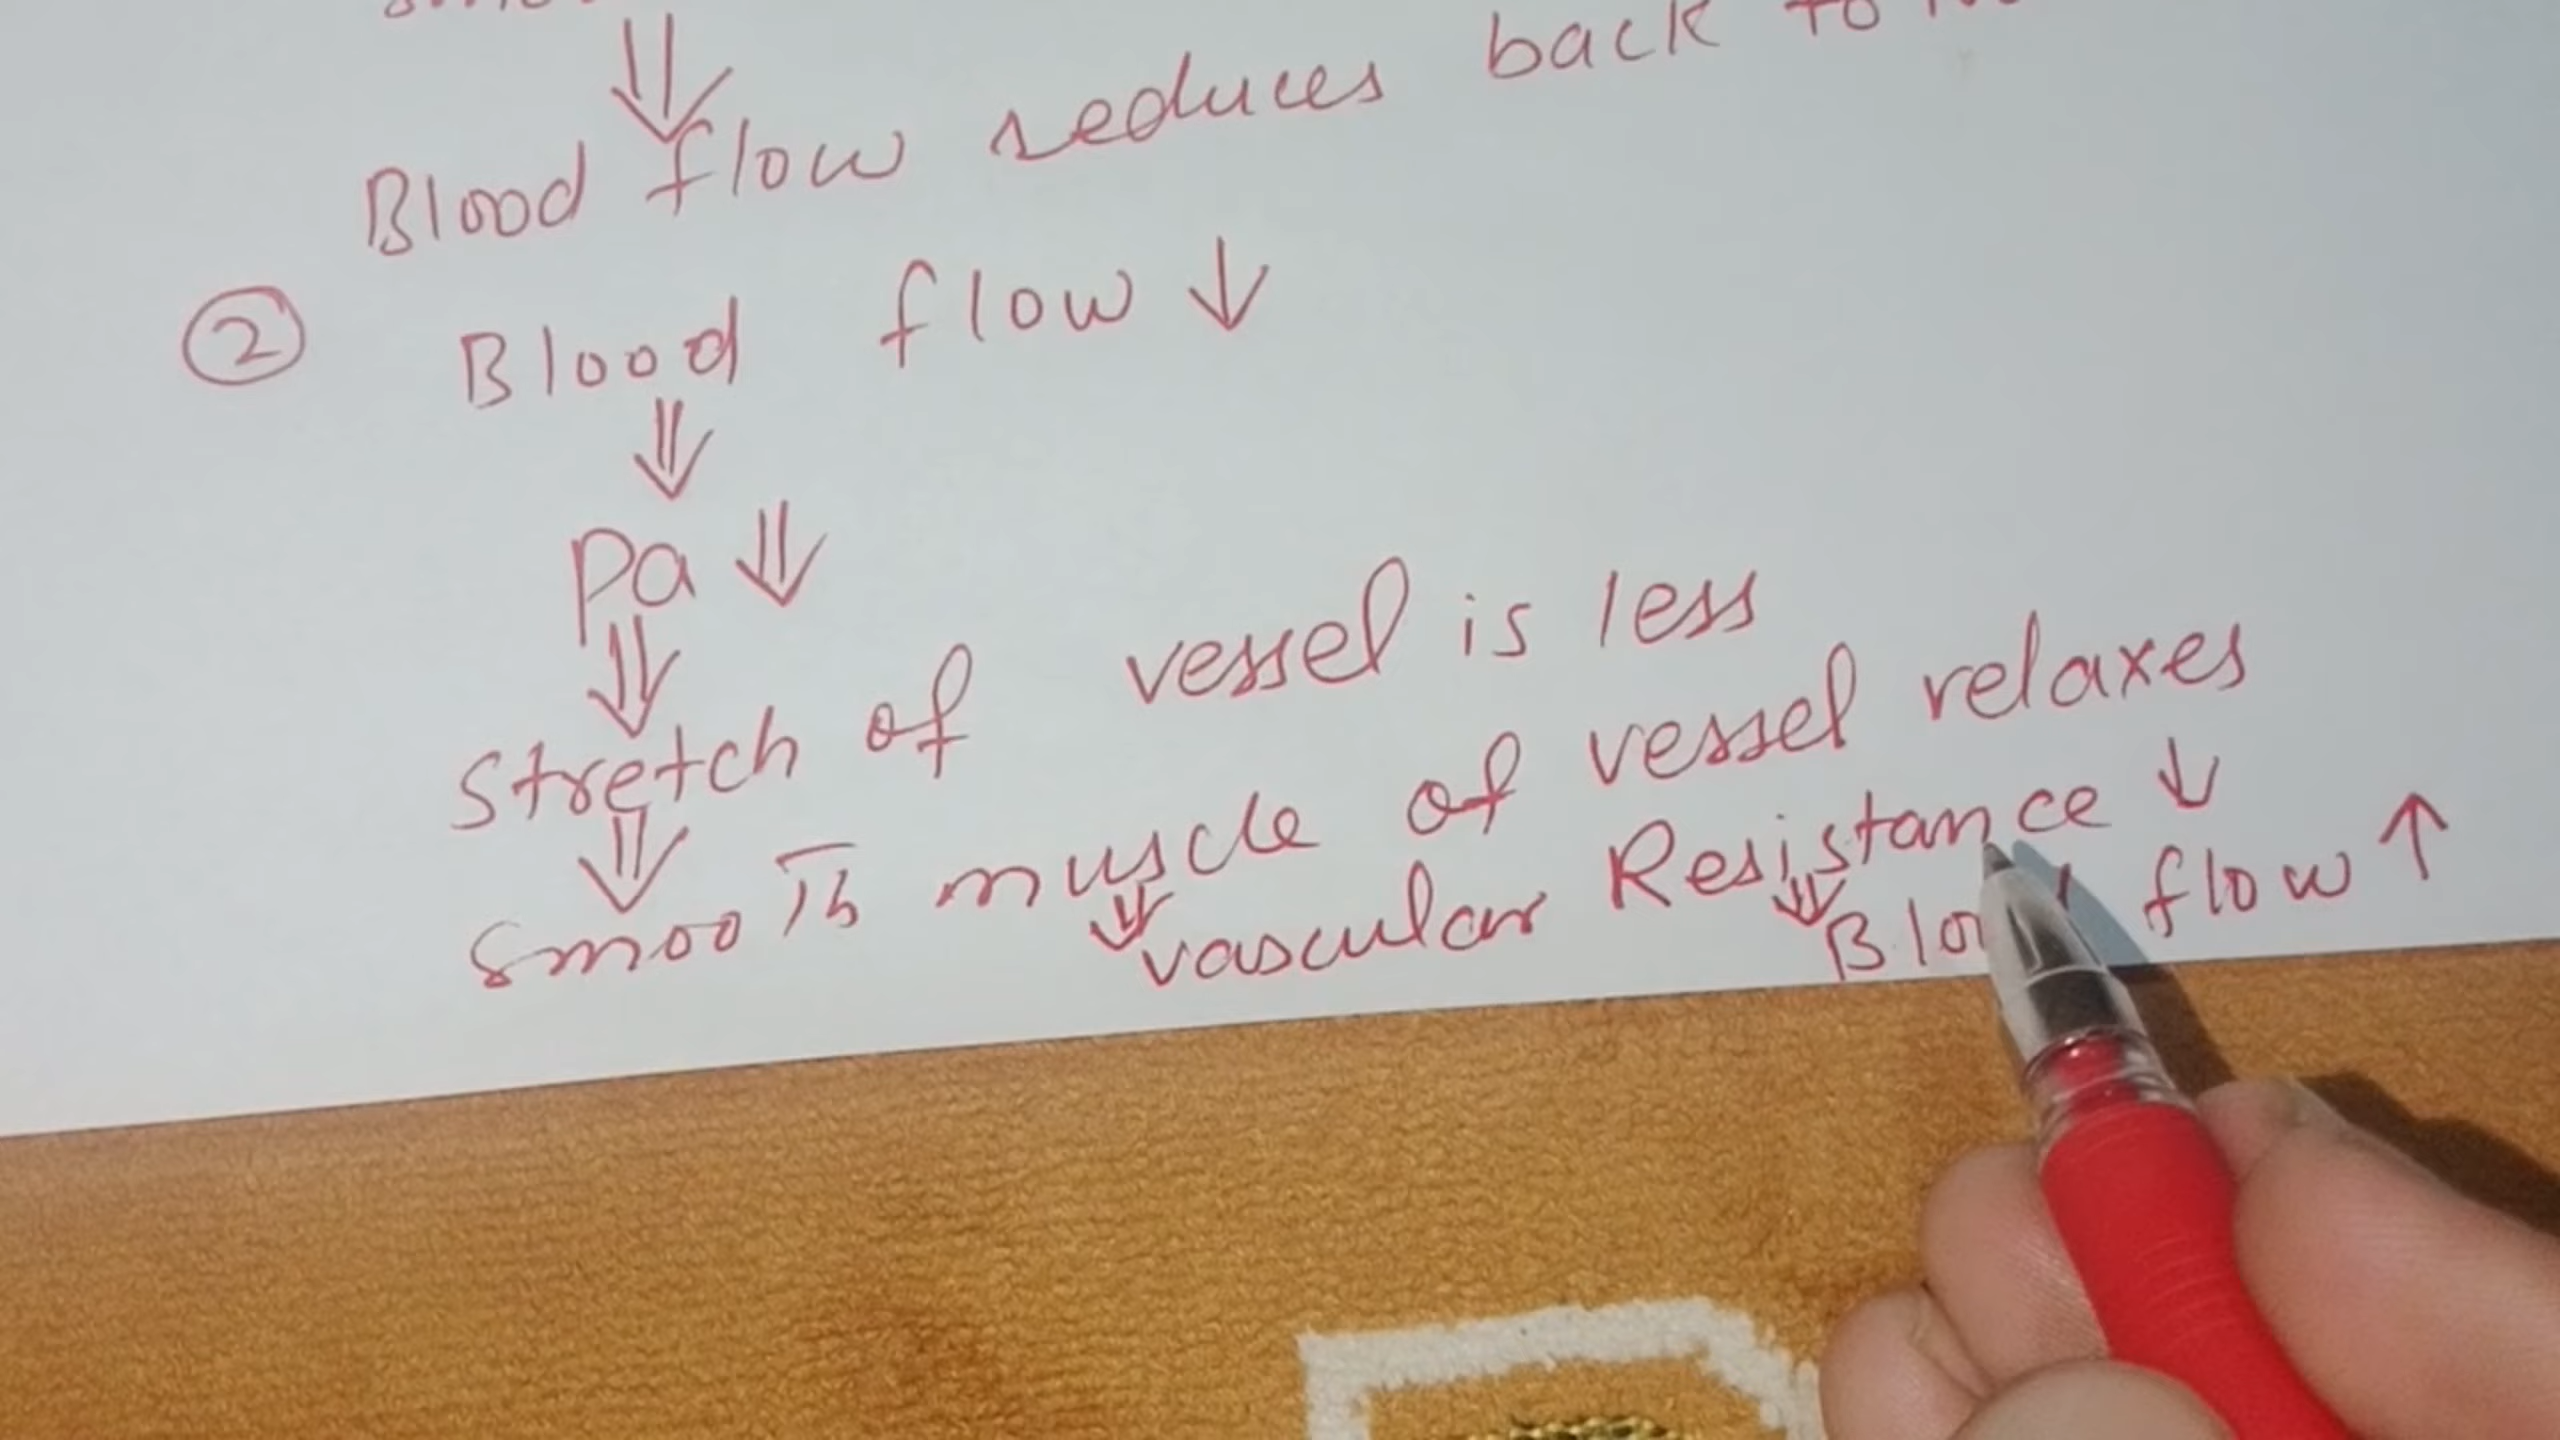 Blood flow reduces back to
② Blood flow ↓
⇓
Pa ⇓
⇓
Stretch of vessel is less
⇓
Smooth muscle of vessel relaxes
⇓ vascular Resistance ↓
⇓ flow ↑